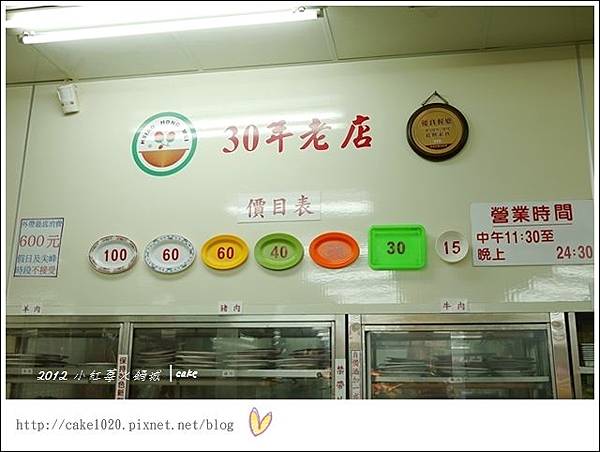 30年老店
價目表
外帶最低消費
600元
假日及尖峰
時段不接受
100
60
60
40
30
30
15
營業時間
中午11:30至
晚上 24:30
羊肉
豬肉
牛肉
2012 小紅莓火鍋城 | cake
http://cake1020.pixnet.net/blog